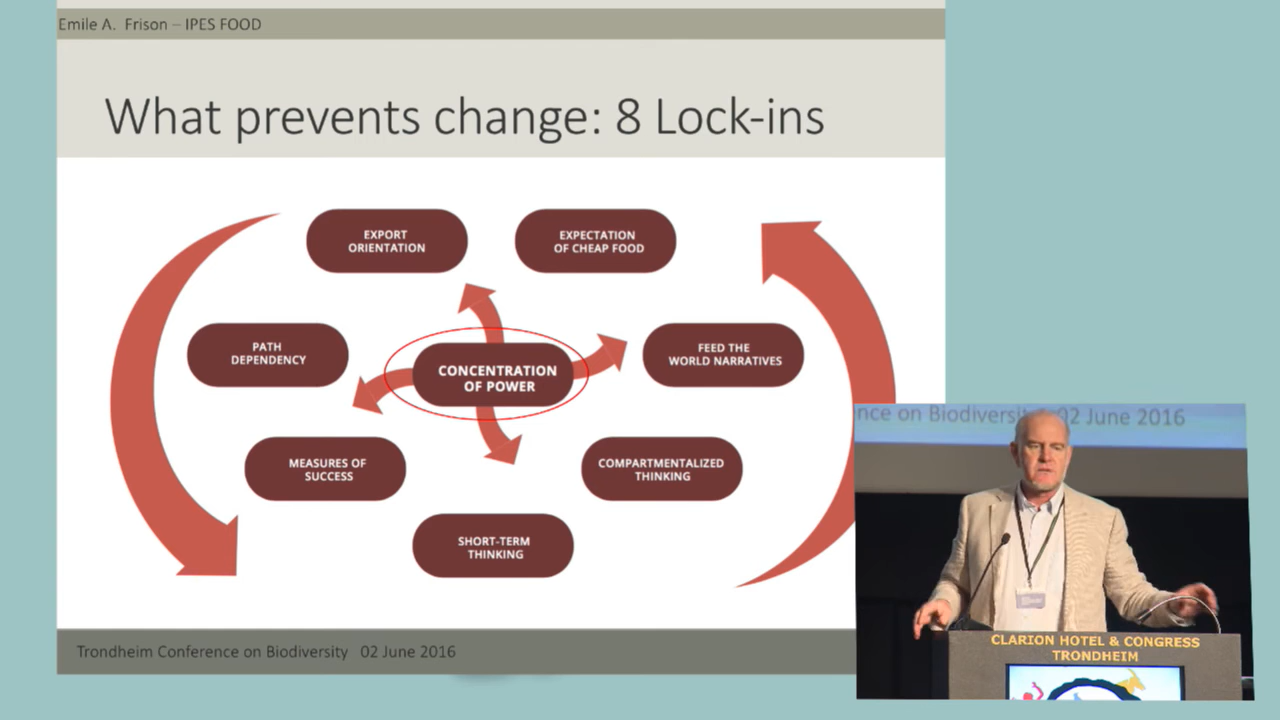 Emile A. Frison – IPES FOOD
What prevents change: 8 Lock-ins
EXPORT
ORIENTATION
EXPECTATION
OF CHEAP FOOD
PATH
DEPENDENCY
CONCENTRATION
OF POWER
FEED THE
WORLD NARRATIVES
MEASURES OF
SUCCESS
COMPARTMENTALIZED
THINKING
SHORT-TERM
THINKING
Trondheim Conference on Biodiversity 02 June 2016
nce on Biodiversity 02 June 2016
CLARION HOTEL & CONGRESS
TRONDHEIM